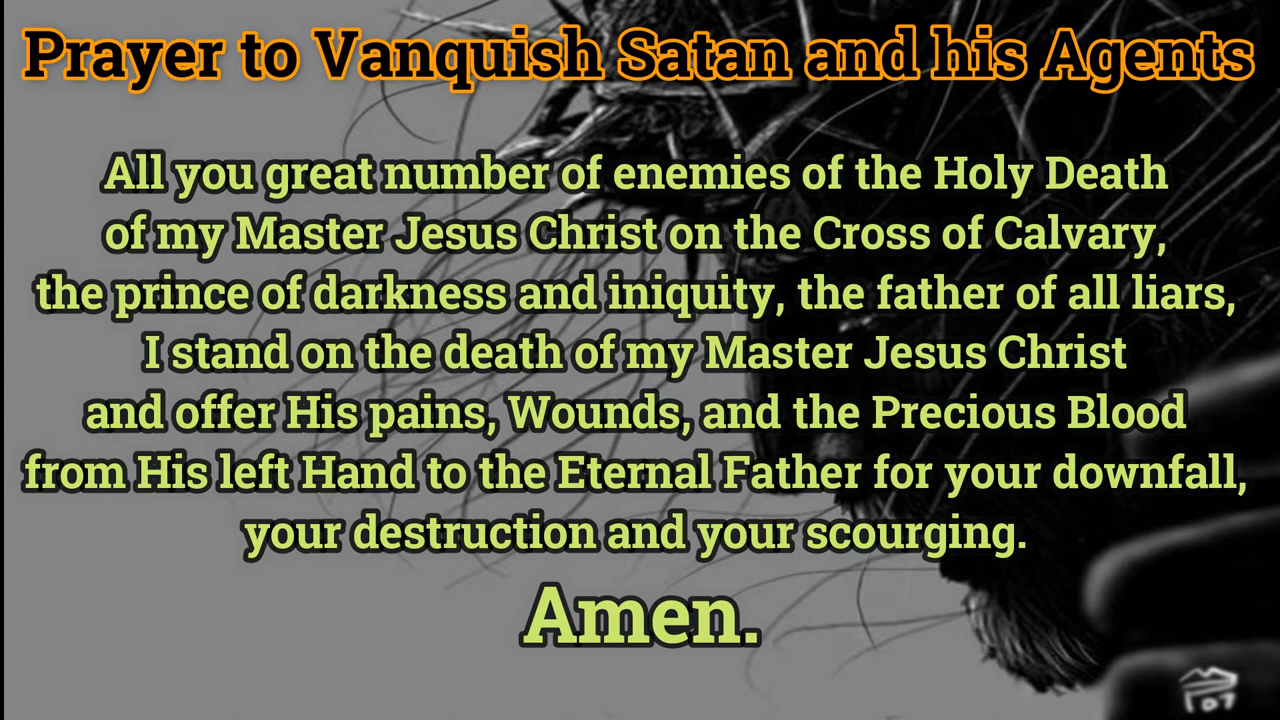 Prayer to Vanquish Satan and his Agents
All you great number of enemies of the Holy Death
of my Master Jesus Christ on the Cross of Calvary,
the prince of darkness and iniquity, the father of all liars,
I stand on the death of my Master Jesus Christ
and offer His pains, Wounds, and the Precious Blood
from His left Hand to the Eternal Father for your downfall,
your destruction and your scourging.
Amen.